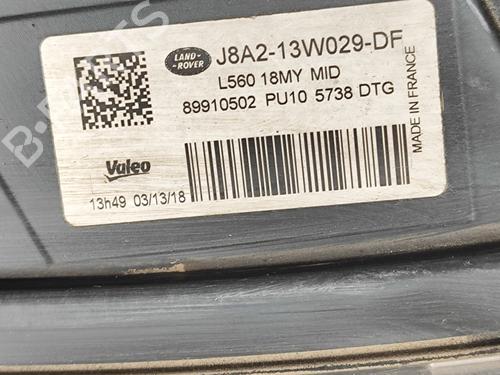 LAND-
ROVER
J8A2-13W029-DF
L560 18MY MID
89910502 PU10 5738 DTG
MADE IN FRANCE
Valeo
13h49 03/13/18